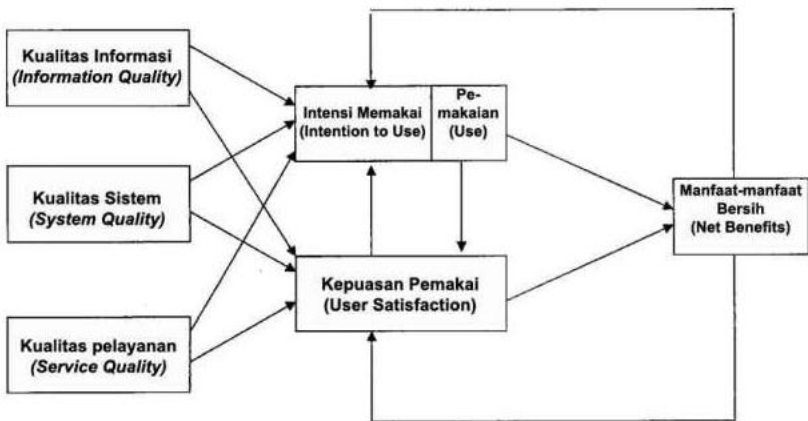 Kualitas Informasi
(Information Quality)
Kualitas Sistem
(System Quality)
Kualitas pelayanan
(Service Quality)
Intensi Memakai
(Intention to Use)
Pe-
makaian
(Use)
Kepuasan Pemakai
(User Satisfaction)
Manfaat-manfaat
Bersih
(Net Benefits)